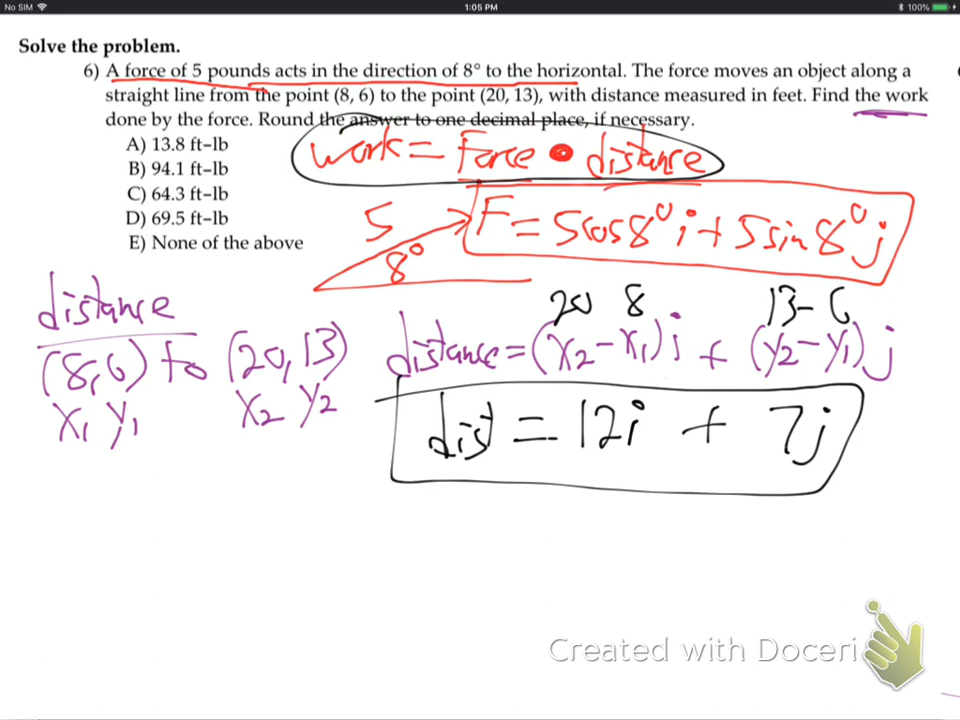 No SIM 1:05 PM 100%
Solve the problem.
6) A force of 5 pounds acts in the direction of 8° to the horizontal. The force moves an object along a
straight line from the point (8, 6) to the point (20, 13), with distance measured in feet. Find the work
done by the force. Round the answer to one decimal place, if necessary.
A) 13.8 ft-lb
B) 94.1 ft-lb
C) 64.3 ft-lb
D) 69.5 ft-lb
E) None of the above
work = Force • distance
5
8°
F = 5cos8°i + 5sin8°j
distance
(8,6) to (20,13)
x₁ y₁ x₂ y₂
20 8 13-6
distance = (x₂-x₁)i + (y₂-y₁)j
dist = 12i + 7j
Created with Doceri